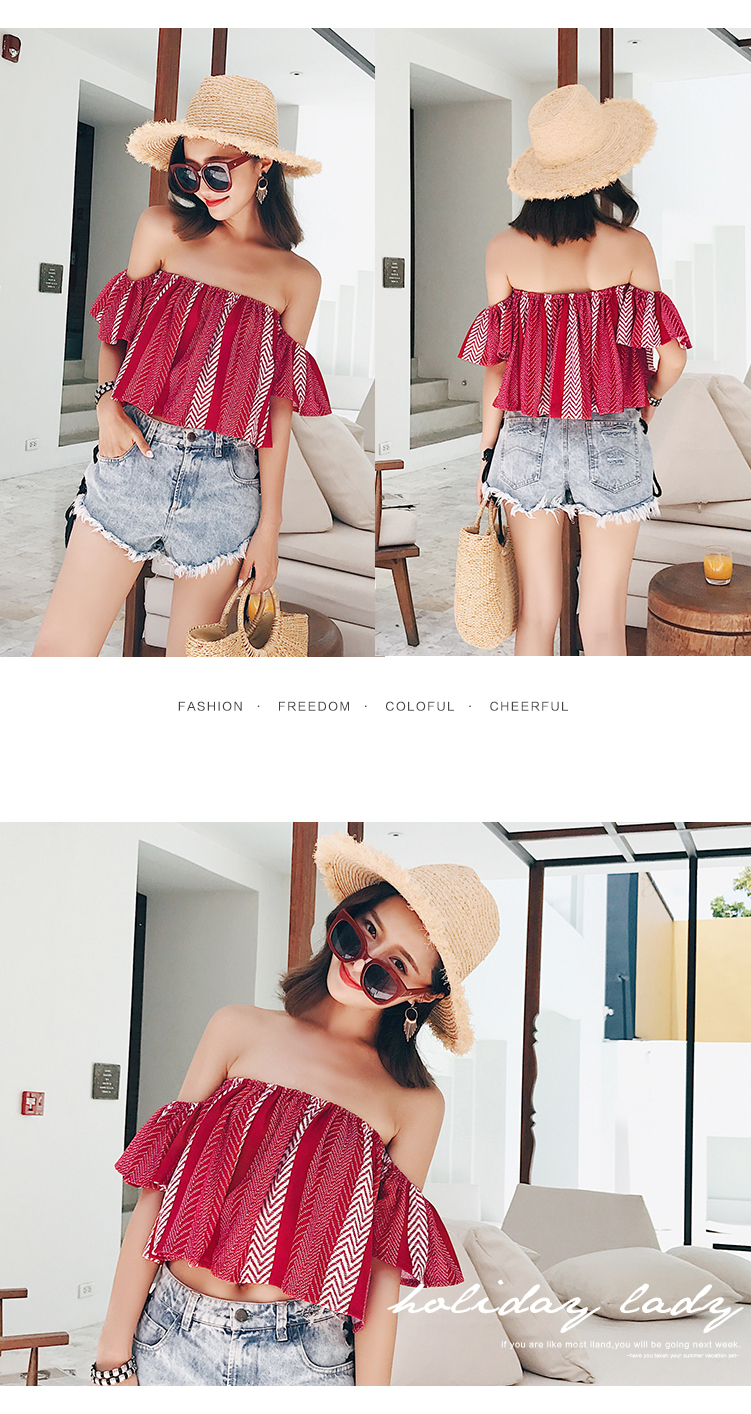 FASHION · FREEDOM · COLOFUL · CHEERFUL
holiday lady
if you are like most iland,you will be going next week.
~have you taken your summer vacation yet~